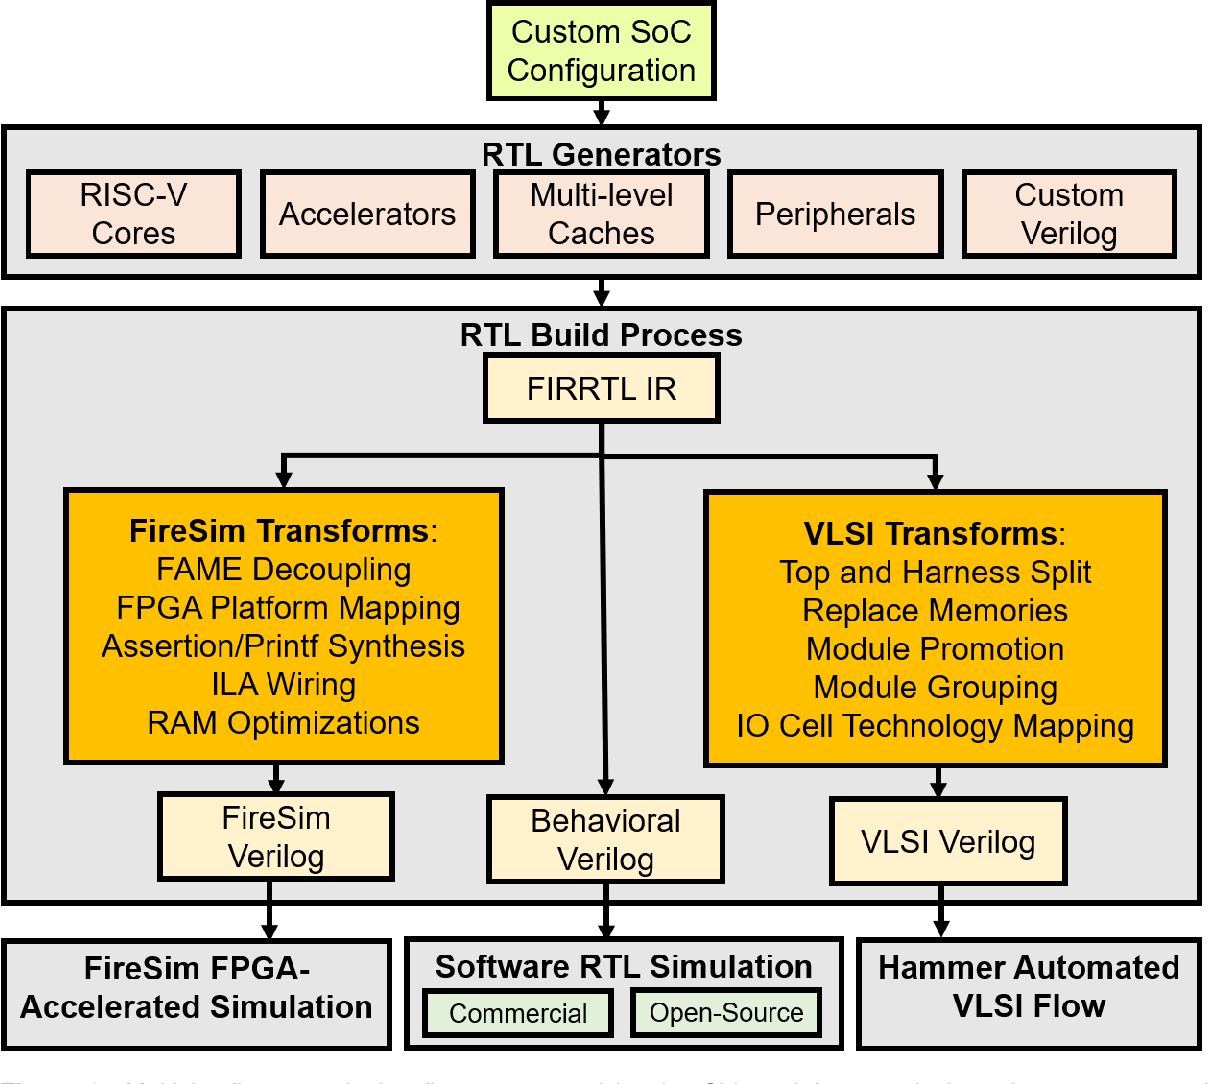 Custom SoC
Configuration
RTL Generators
RISC-V
Cores
Accelerators
Multi-level
Caches
Peripherals
Custom
Verilog
RTL Build Process
FIRRTL IR
FireSim Transforms:
FAME Decoupling
FPGA Platform Mapping
Assertion/Printf Synthesis
ILA Wiring
RAM Optimizations
VLSI Transforms:
Top and Harness Split
Replace Memories
Module Promotion
Module Grouping
IO Cell Technology Mapping
FireSim
Verilog
Behavioral
Verilog
VLSI Verilog
FireSim FPGA-
Accelerated Simulation
Software RTL Simulation
Commercial
Open-Source
Hammer Automated
VLSI Flow